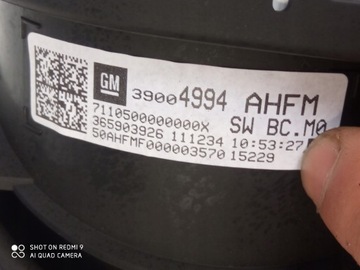 GM 39004994 AHFM
7110500000000X SW BC.M0
365903926 111234 10:53:27
50AHFMF000003570 15229
SHOT ON REDMI 9
AI QUAD CAMERA